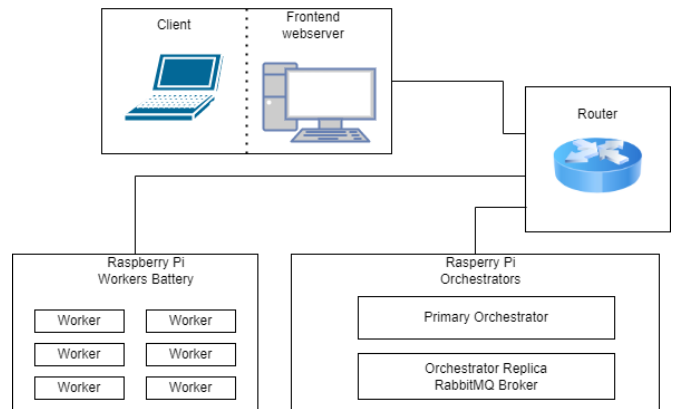 Client
Frontend
webserver
Router
Raspberry Pi
Workers Battery
Worker
Worker
Worker
Worker
Worker
Worker
Rasperry Pi
Orchestrators
Primary Orchestrator
Orchestrator Replica
RabbitMQ Broker